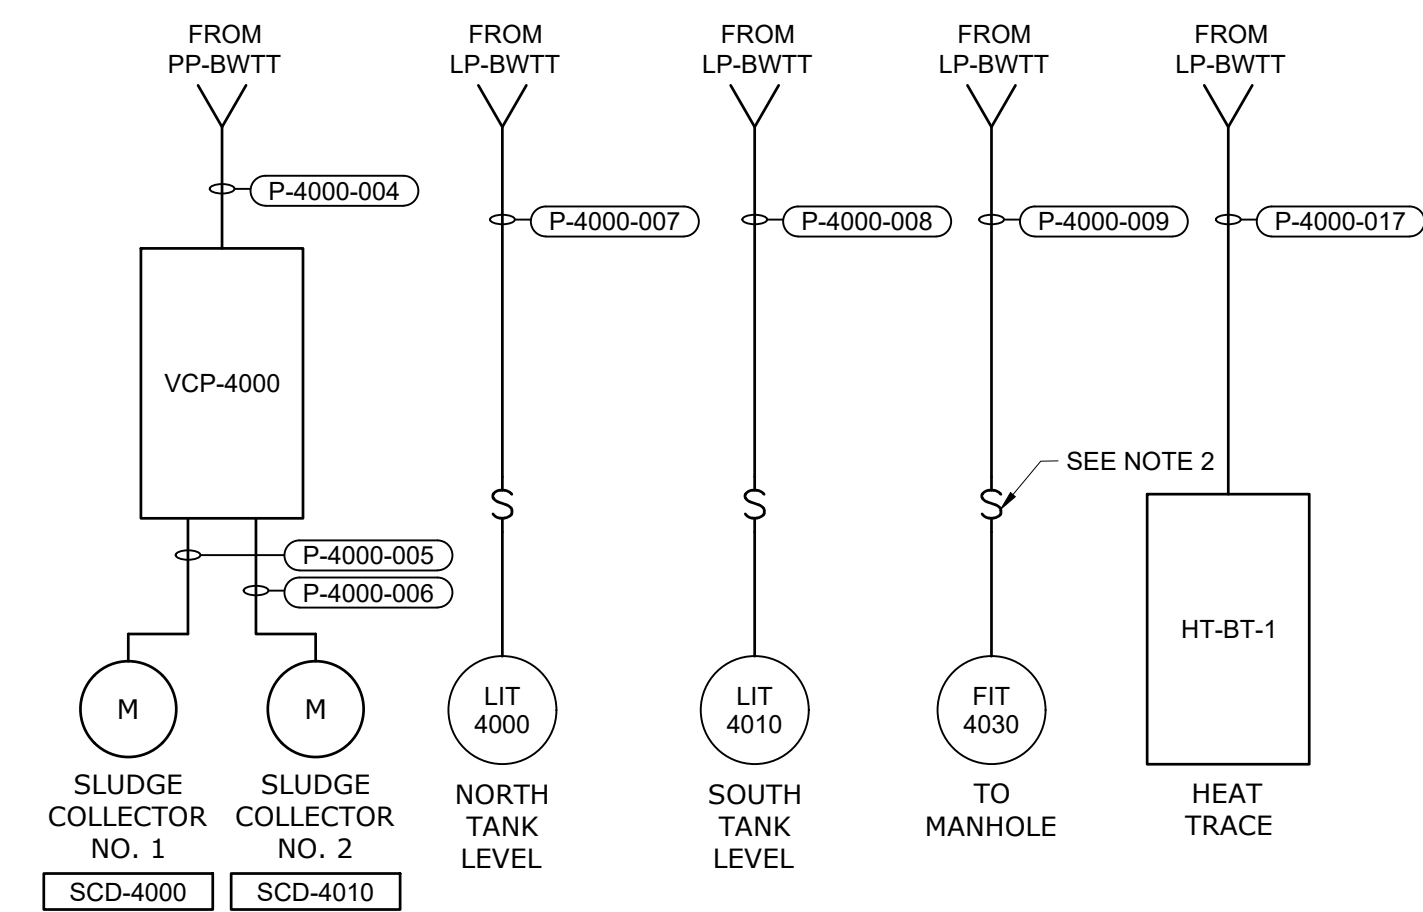 FROM
PP-BWTT
FROM
LP-BWTT
FROM
LP-BWTT
FROM
LP-BWTT
FROM
LP-BWTT
P-4000-004
P-4000-007
P-4000-008
P-4000-009
P-4000-017
VCP-4000
SEE NOTE 2
S
S
S
P-4000-005
P-4000-006
HT-BT-1
M
M
LIT
4000
LIT
4010
FIT
4030
SLUDGE
COLLECTOR
NO. 1
SCD-4000
SLUDGE
COLLECTOR
NO. 2
SCD-4010
NORTH
TANK
LEVEL
SOUTH
TANK
LEVEL
TO
MANHOLE
HEAT
TRACE